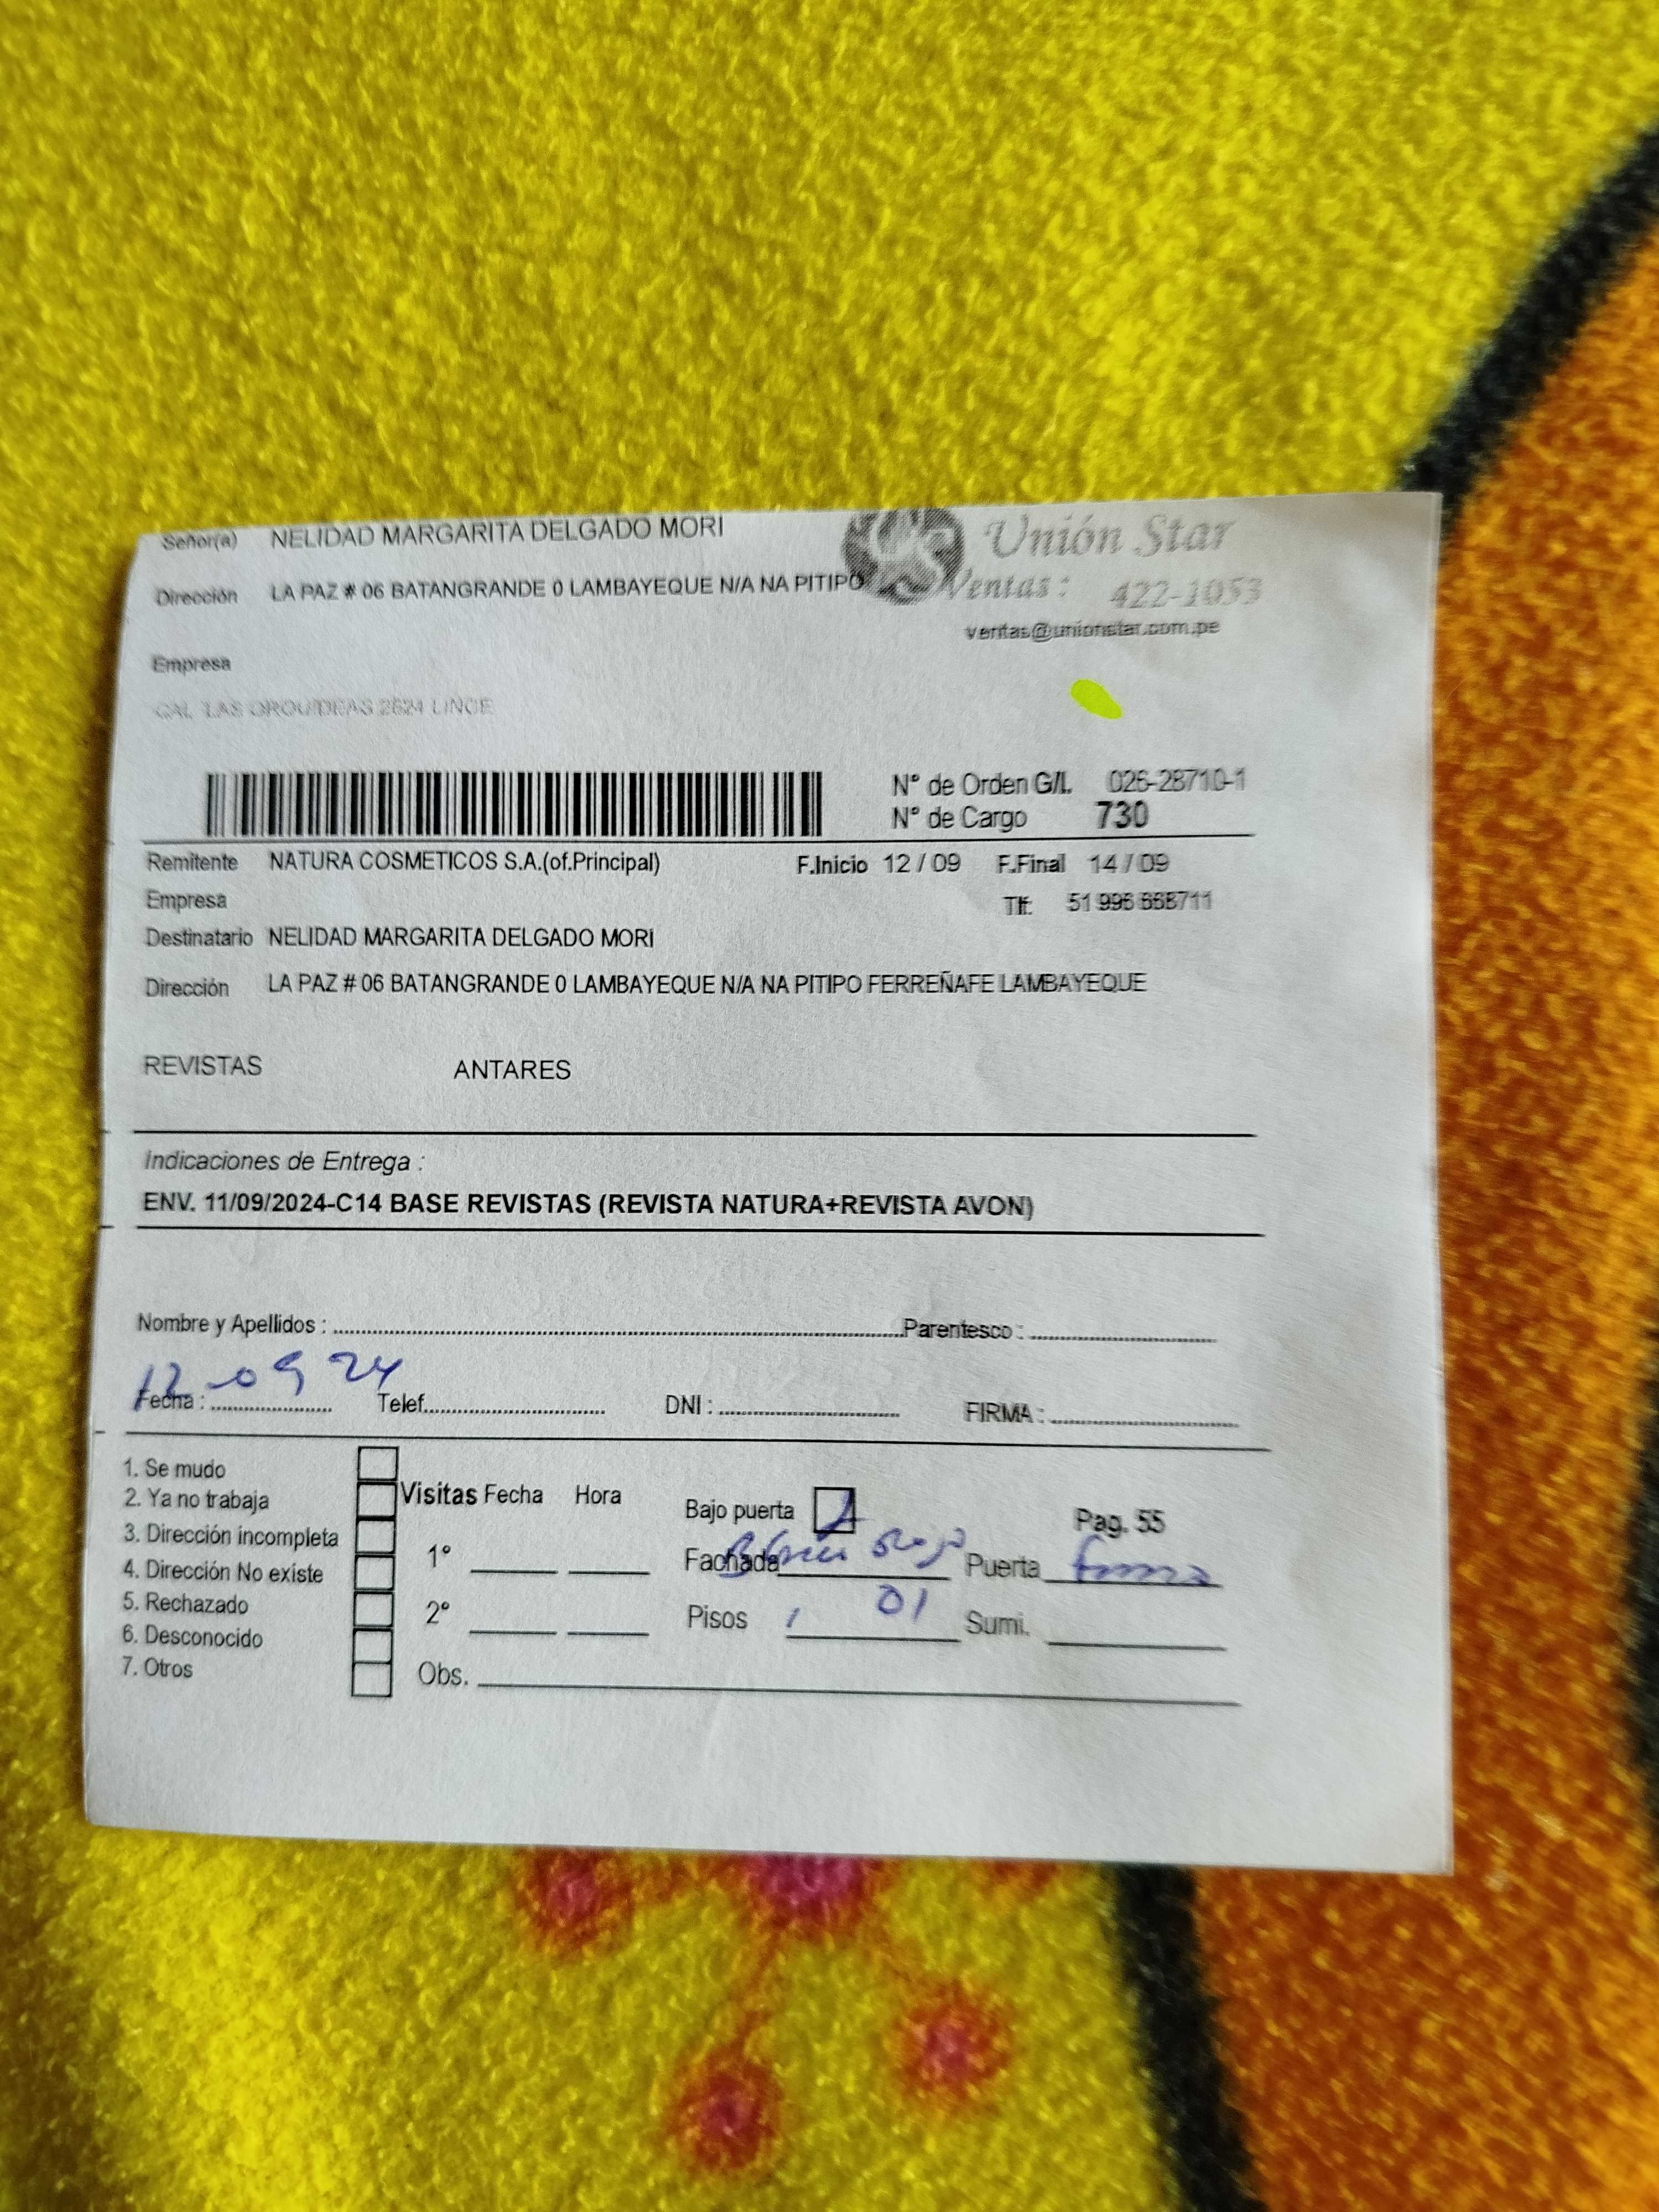 Señor(a) NELIDAD MARGARITA DELGADO MORI
Unión Star
Dirección LA PAZ # 06 BATANGRANDE 0 LAMBAYEQUE N/A NA PITIPO
Ventas: 422-1053
ventas@unionstar.com.pe
Empresa
CAL LAS ORQUIDEAS 2624 LINCE
N° de Orden G/L 026-28710-1
N° de Cargo 730
Remitente NATURA COSMETICOS S.A.(of.Principal) F.Inicio 12 / 09 F.Final 14 / 09
Empresa Tlf: 51
Destinatario NELIDAD MARGARITA DELGADO MORI
Dirección LA PAZ # 06 BATANGRANDE 0 LAMBAYEQUE N/A NA PITIPO FERREÑAFE LAMBAYEQUE
REVISTAS ANTARES
Indicaciones de Entrega :
ENV. 11/09/2024-C14 BASE REVISTAS (REVISTA NATURA+REVISTA AVON)
Nombre y Apellidos : Parentesco :
09 24
Fecha : Telef. DNI : FIRMA :
1. Se mudo
2. Ya no trabaja
3. Dirección incompleta
4. Dirección No existe
5. Rechazado
6. Desconocido
7. Otros
Visitas Fecha Hora
1°
2°
Obs.
Bajo puerta Pag. 55
Fachada Puerta
Pisos 01 Sumi.